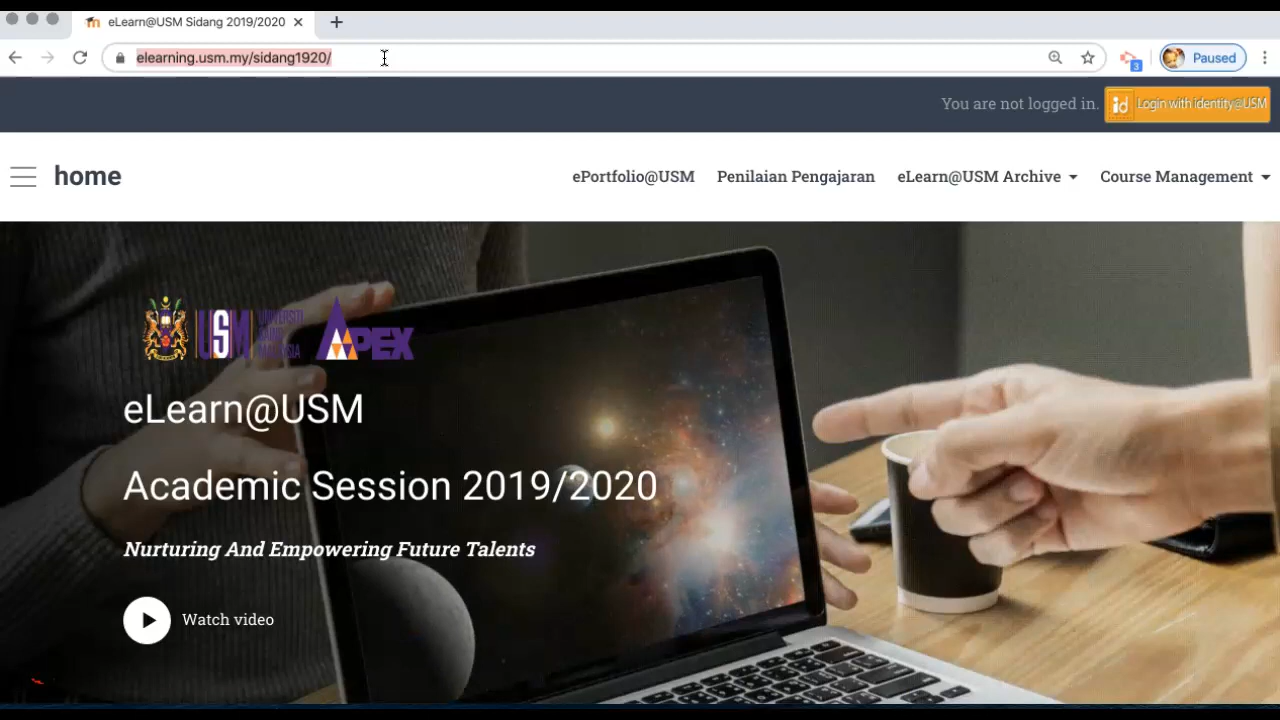 eLearn@USM Sidang 2019/2020
elearning.usm.my/sidang1920/
3
Paused
You are not logged in.
id Login with identity@USM
home
ePortfolio@USM
Penilaian Pengajaran
eLearn@USM Archive
Course Management
USM UNIVERSITI SAINS MALAYSIA
APEX
eLearn@USM
Academic Session 2019/2020
Nurturing And Empowering Future Talents
Watch video